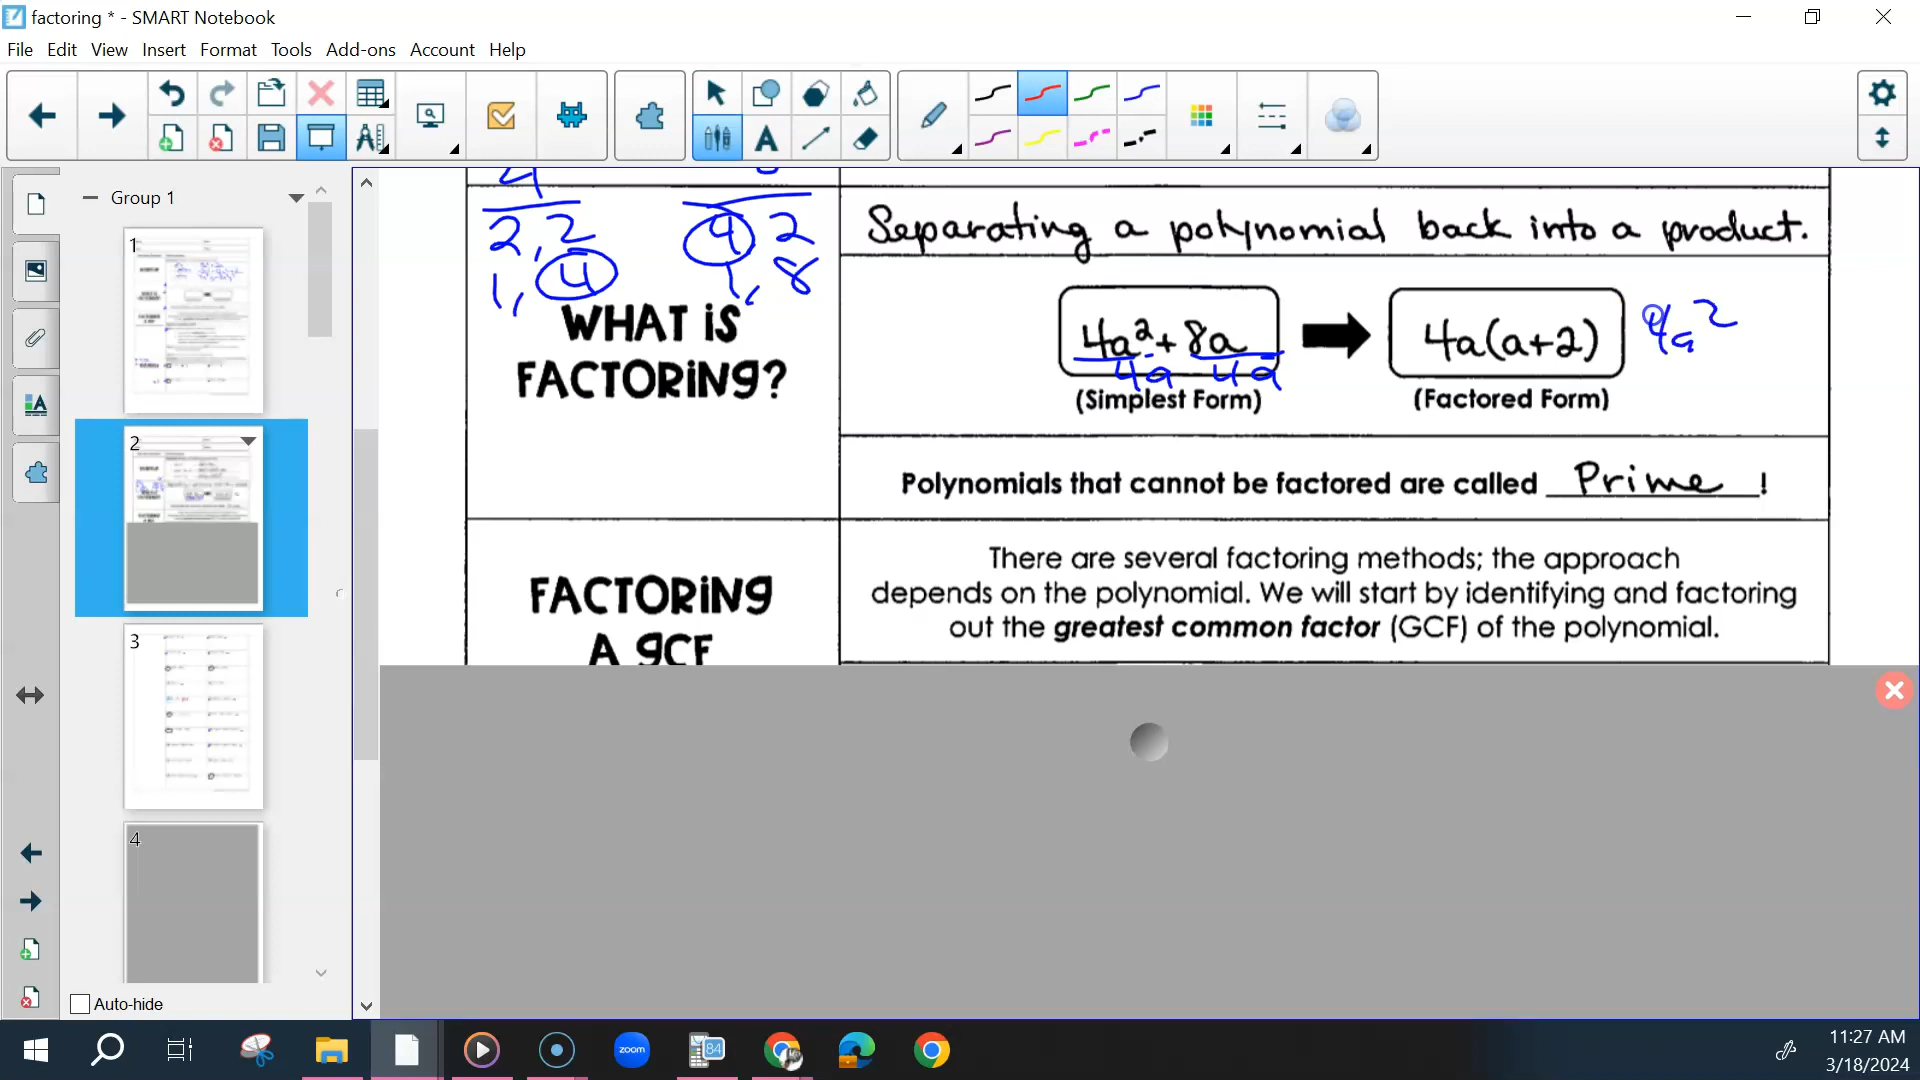 factoring * - SMART Notebook
File Edit View Insert Format Tools Add-ons Account Help
Group 1
1
2
3
4
Auto-hide
4
2, 2 4, 2
1, 4 1, 8
WHAT iS
FACTORiNG?
Separating a polynomial back into a product.
4a² + 8a 4a(a+2) 4a²
4a 4a
(Simplest Form) (Factored Form)
Polynomials that cannot be factored are called Prime !
FACTORiNG
A GCF
There are several factoring methods; the approach
depends on the polynomial. We will start by identifying and factoring
out the greatest common factor (GCF) of the polynomial.
zoom
84
11:27 AM
3/18/2024